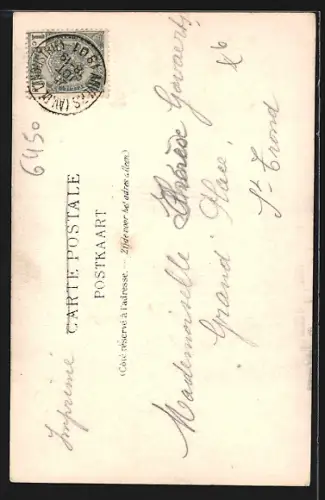 CARTE POSTALE
POSTKAART
(Côté réservé à l'adresse. — Zijde voor het adres alleen.)
Imprimé
Mademoiselle Thérèse Govaerts
Grand Place
St Trond
6450